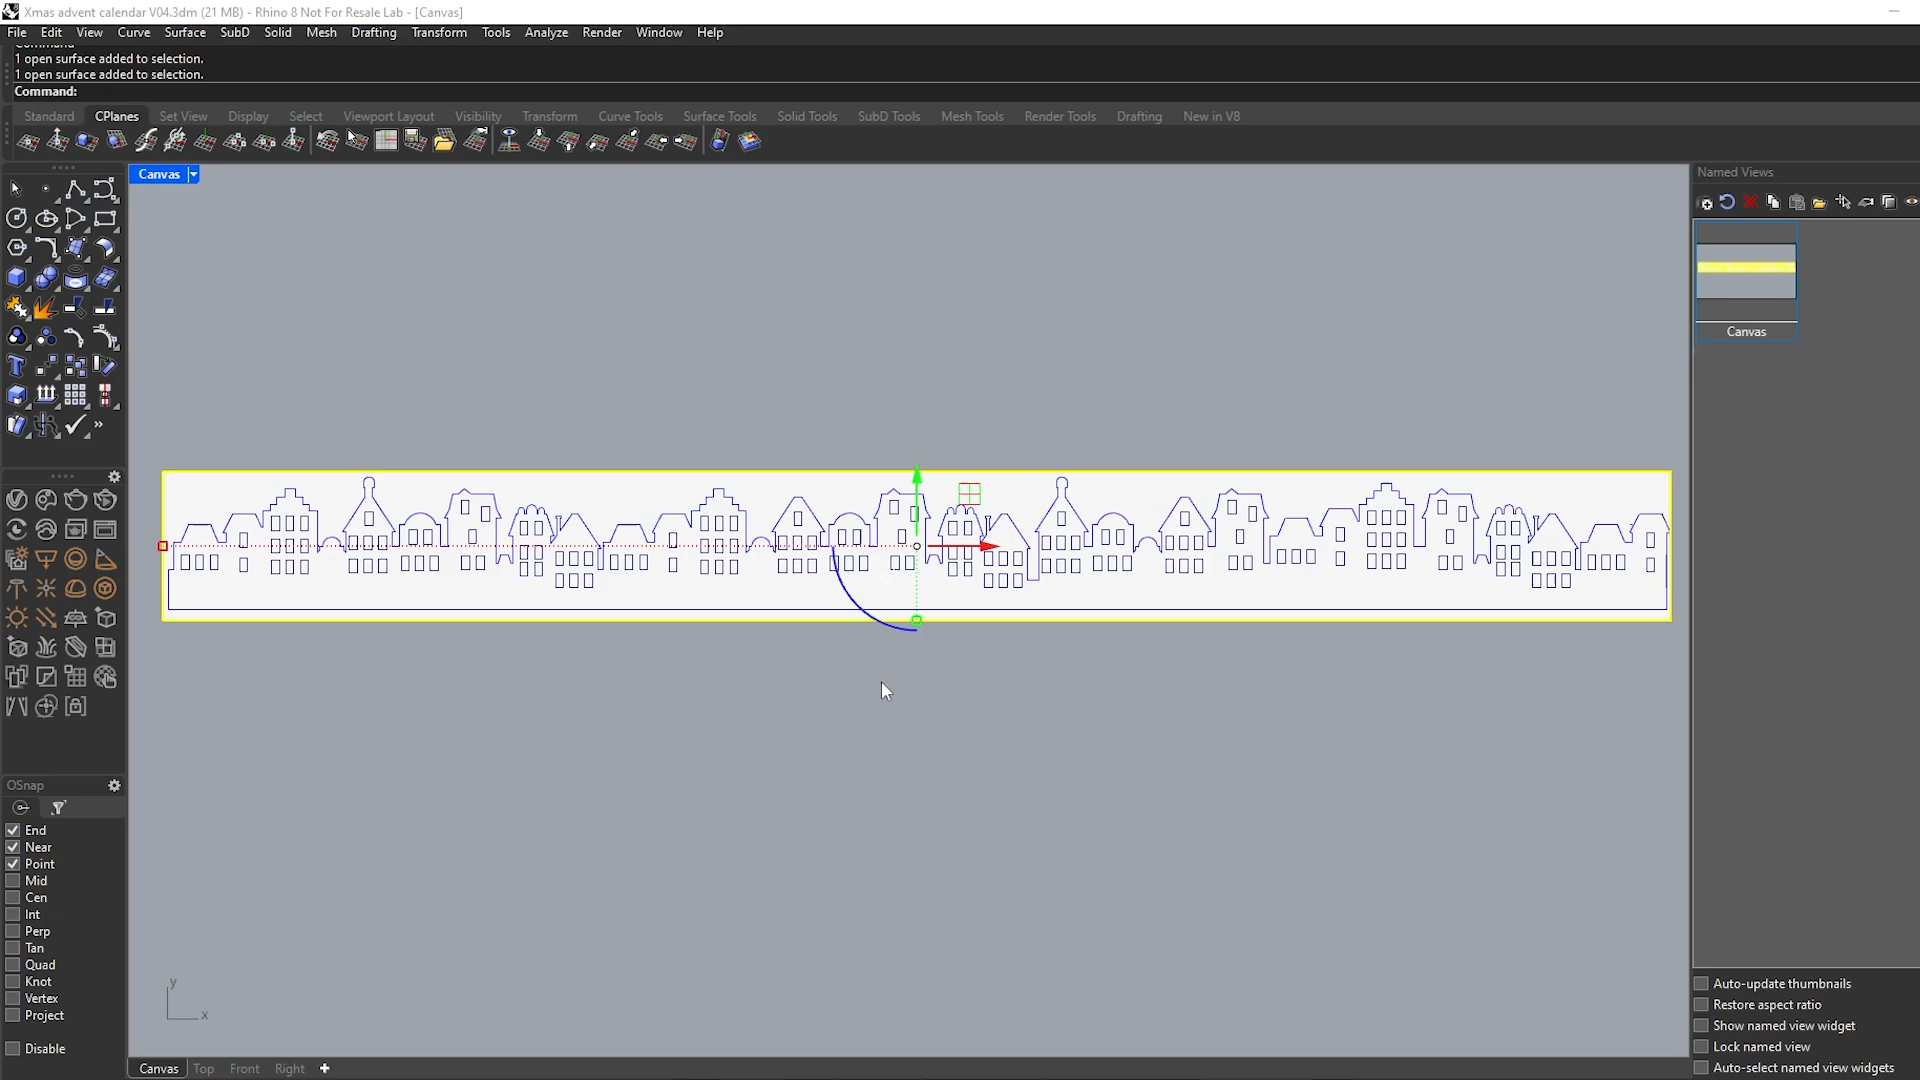 Xmas advent calendar V04.3dm (21 MB) - Rhino 8 Not For Resale Lab - [Canvas]
File Edit View Curve Surface SubD Solid Mesh Drafting Transform Tools Analyze Render Window Help
Command
1 open surface added to selection.
1 open surface added to selection.
Command:
Standard CPlanes Set View Display Select Viewport Layout Visibility Transform Curve Tools Surface Tools Solid Tools SubD Tools Mesh Tools Render Tools Drafting New in V8
Canvas
Named Views
Canvas
OSnap
End
Near
Point
Mid
Cen
Int
Perp
Tan
Quad
Knot
Vertex
Project
Disable
y
x
Auto-update thumbnails
Restore aspect ratio
Show named view widget
Lock named view
Auto-select named view widgets
Canvas Top Front Right